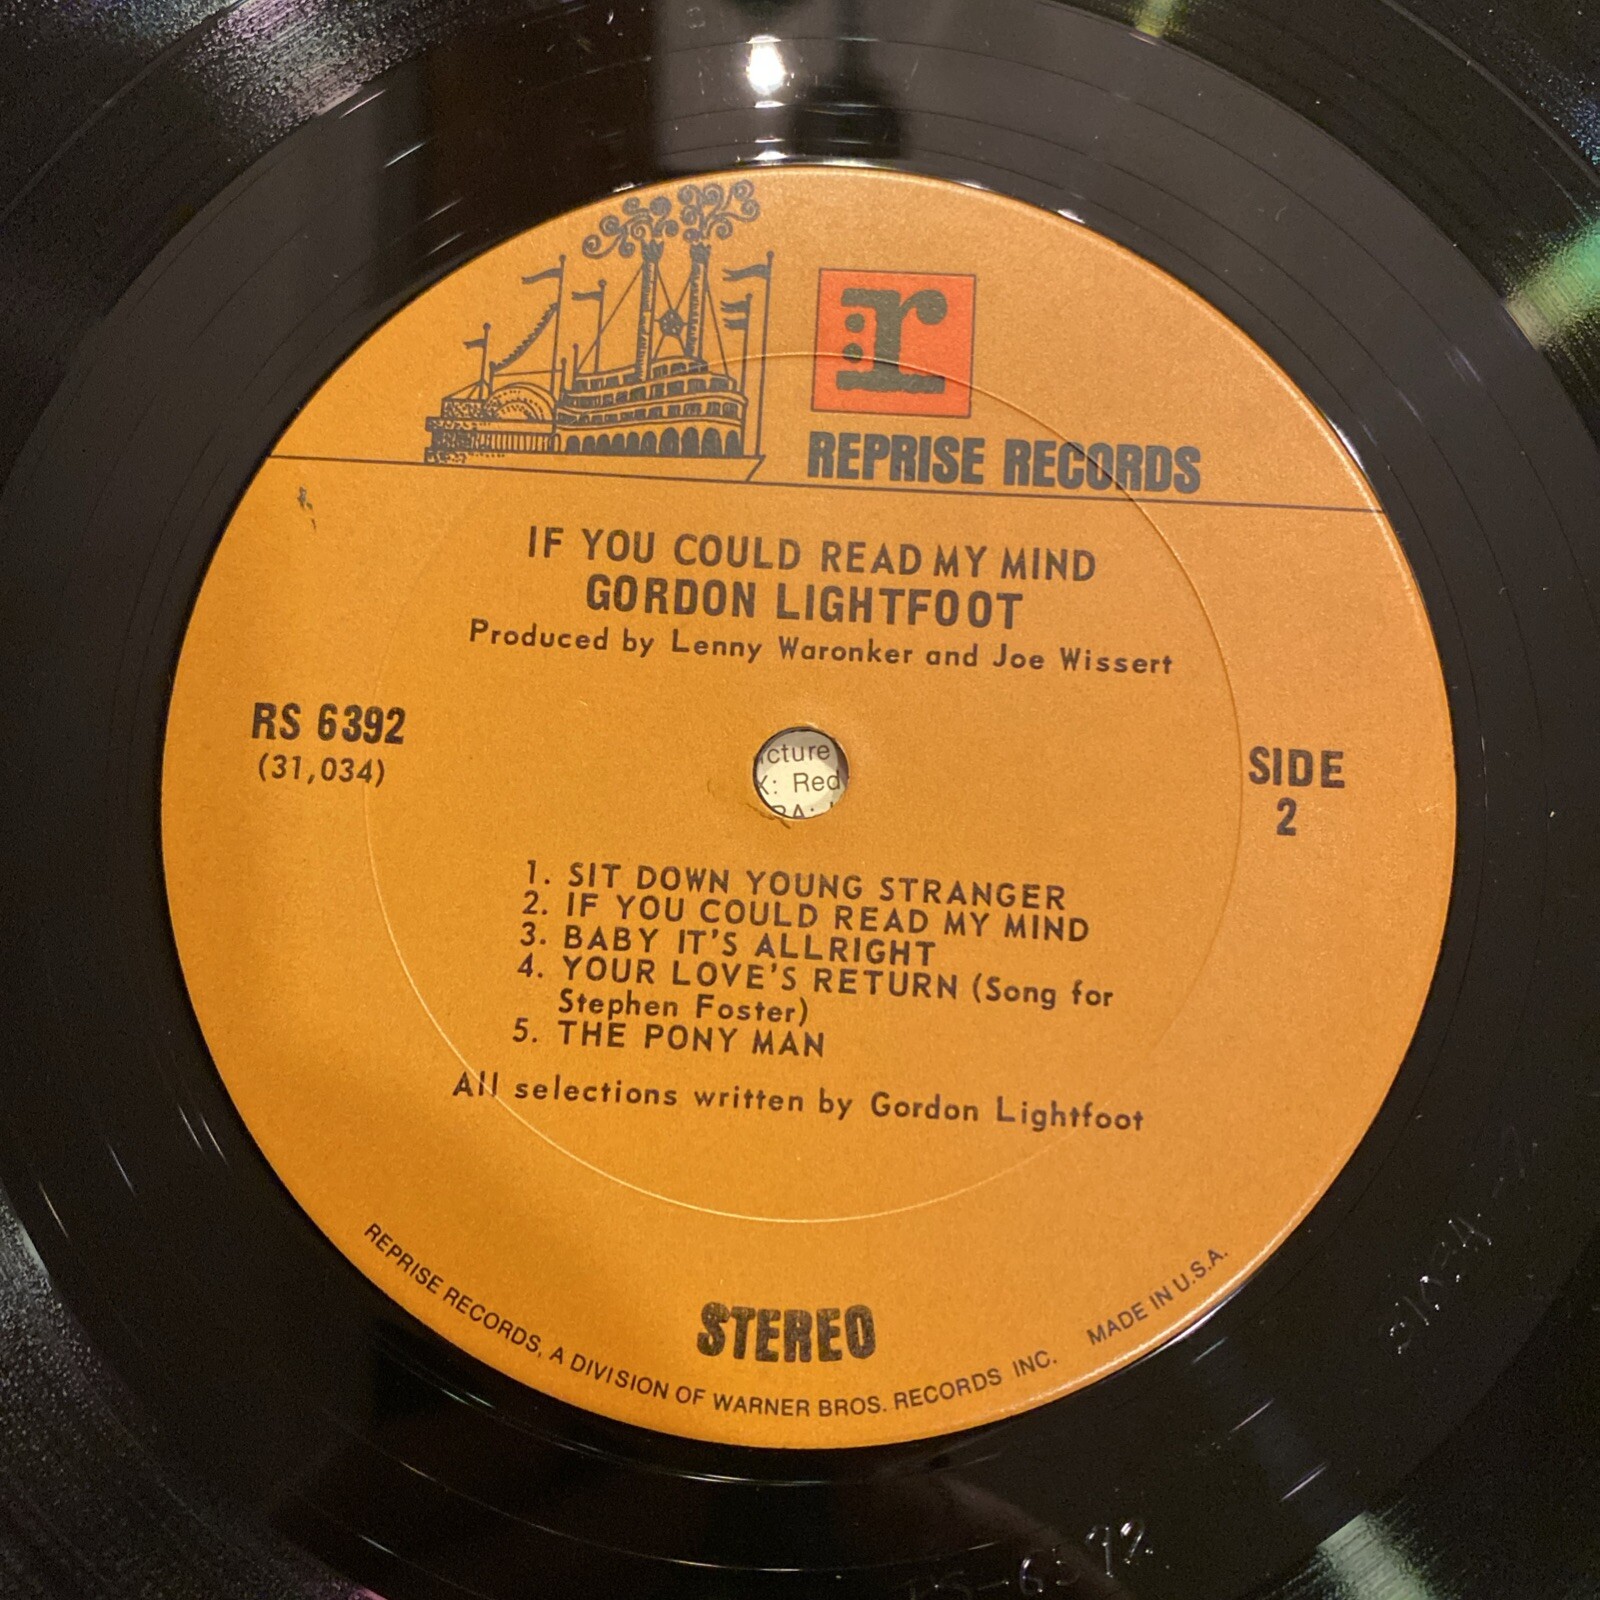 r:
REPRISE RECORDS
IF YOU COULD READ MY MIND
GORDON LIGHTFOOT
Produced by Lenny Waronker and Joe Wissert
RS 6392
(31,034)
cture
: Red
SIDE
2
1. SIT DOWN YOUNG STRANGER
2. IF YOU COULD READ MY MIND
3. BABY IT'S ALLRIGHT
4. YOUR LOVE'S RETURN (Song for
Stephen Foster)
5. THE PONY MAN
All selections written by Gordon Lightfoot
STEREO
REPRISE RECORDS, A DIVISION OF WARNER BROS. RECORDS INC. MADE IN U.S.A.